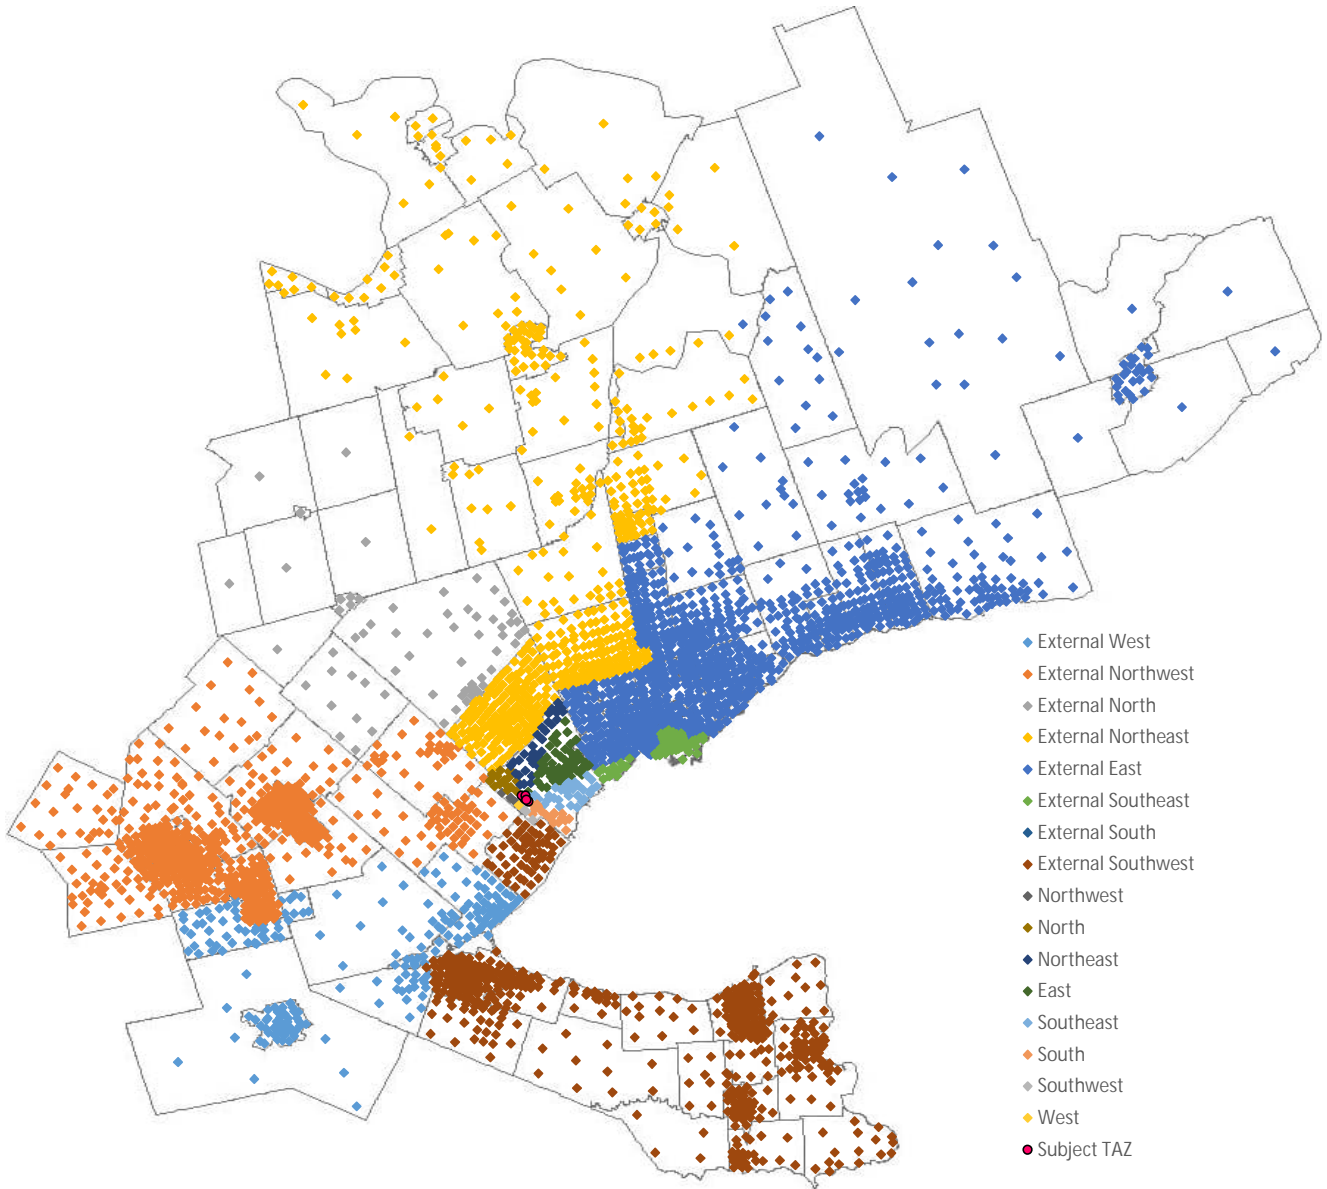 External West
External Northwest
External North
External Northeast
External East
External Southeast
External South
External Southwest
Northwest
North
Northeast
East
Southeast
South
Southwest
West
Subject TAZ